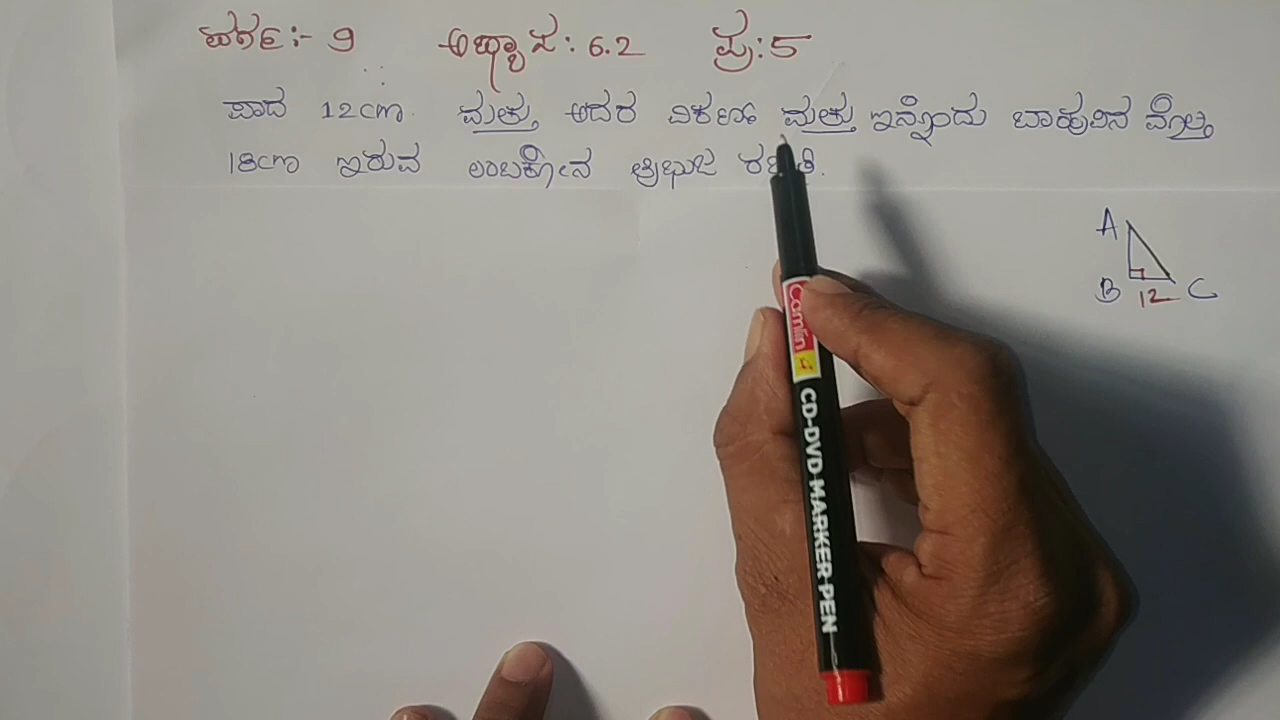 ವರ್ಗ:- 9 ಅಭ್ಯಾಸ: 6.2 ಪ್ರ:5
ಪಾದ 12cm ಮತ್ತು ಅದರ ವಿಕರ್ಣ ಮತ್ತು ಇನ್ನೊಂದು ಬಾಹುವಿನ ಮೊತ್ತ
18cm ಇರುವ ಲಂಬಕೋನ ತ್ರಿಭುಜ ರಚಿಸಿ.
A
B 12 C
Camlin
CD-DVD MARKER PEN